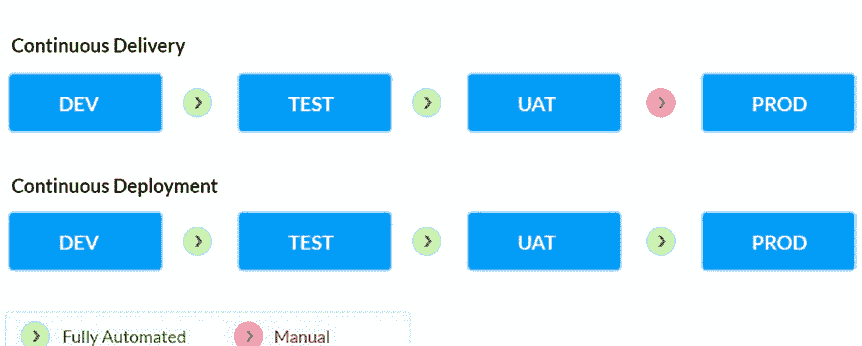 Continuous Delivery
DEV TEST UAT PROD
Continuous Deployment
DEV TEST UAT PROD
Fully Automated Manual